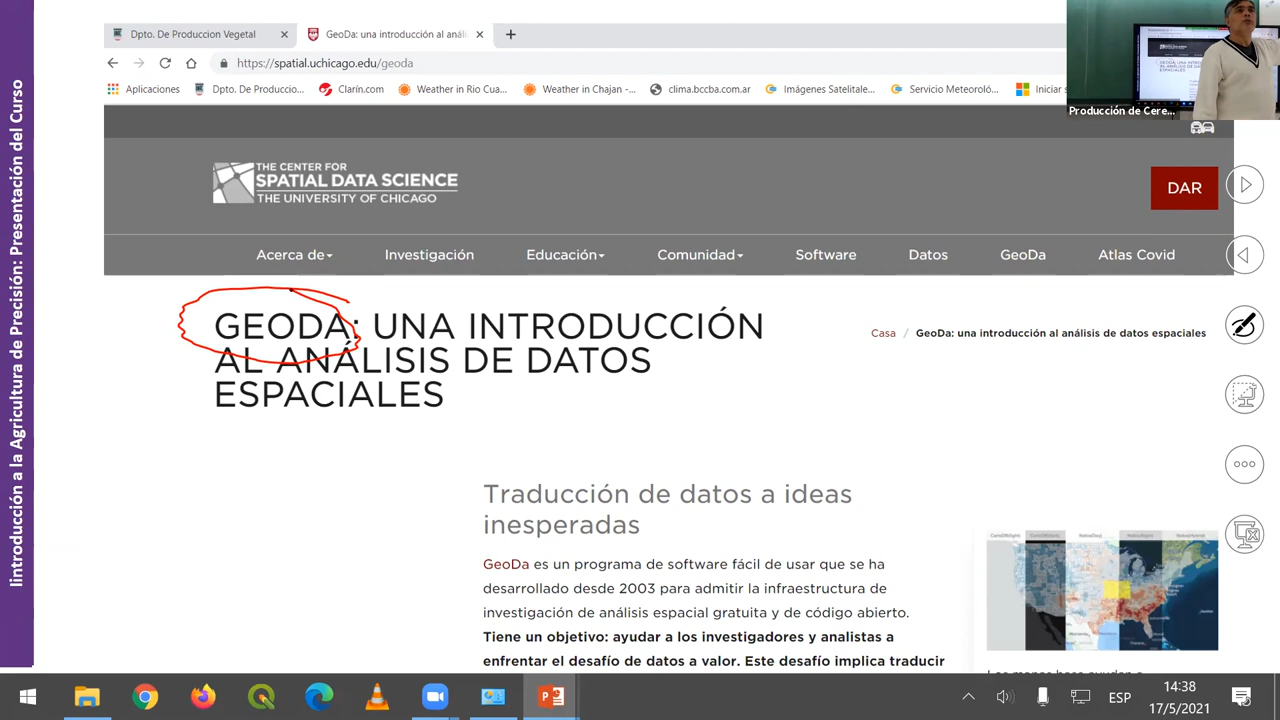 Dpto. De Produccion Vegetal
GeoDa: una introducción al análi
https://spatial.uchicago.edu/geoda
Aplicaciones
Dpto. De Produccio...
Clarín.com
Weather in Rio Cua...
Weather in Chajan -...
clima.bccba.com.ar
Imágenes Satelitale...
Servicio Meteoroló...
Iniciar s
Producción de Cere...
THE CENTER FOR
SPATIAL DATA SCIENCE
THE UNIVERSITY OF CHICAGO
DAR
Acerca de
Investigación
Educación
Comunidad
Software
Datos
GeoDa
Atlas Covid
GEODA: UNA INTRODUCCIÓN
AL ANÁLISIS DE DATOS
ESPACIALES
Casa / GeoDa: una introducción al análisis de datos espaciales
Traducción de datos a ideas
inesperadas
GeoDa es un programa de software fácil de usar que se ha
desarrollado desde 2003 para admitir la infraestructura de
investigación de análisis espacial gratuita y de código abierto.
Tiene un objetivo: ayudar a los investigadores y analistas a
enfrentar el desafío de datos a valor. Este desafío implica traducir
Iintroducción a la Agricultura de Precisión: Presentación del Curso
ESP
14:38
17/5/2021